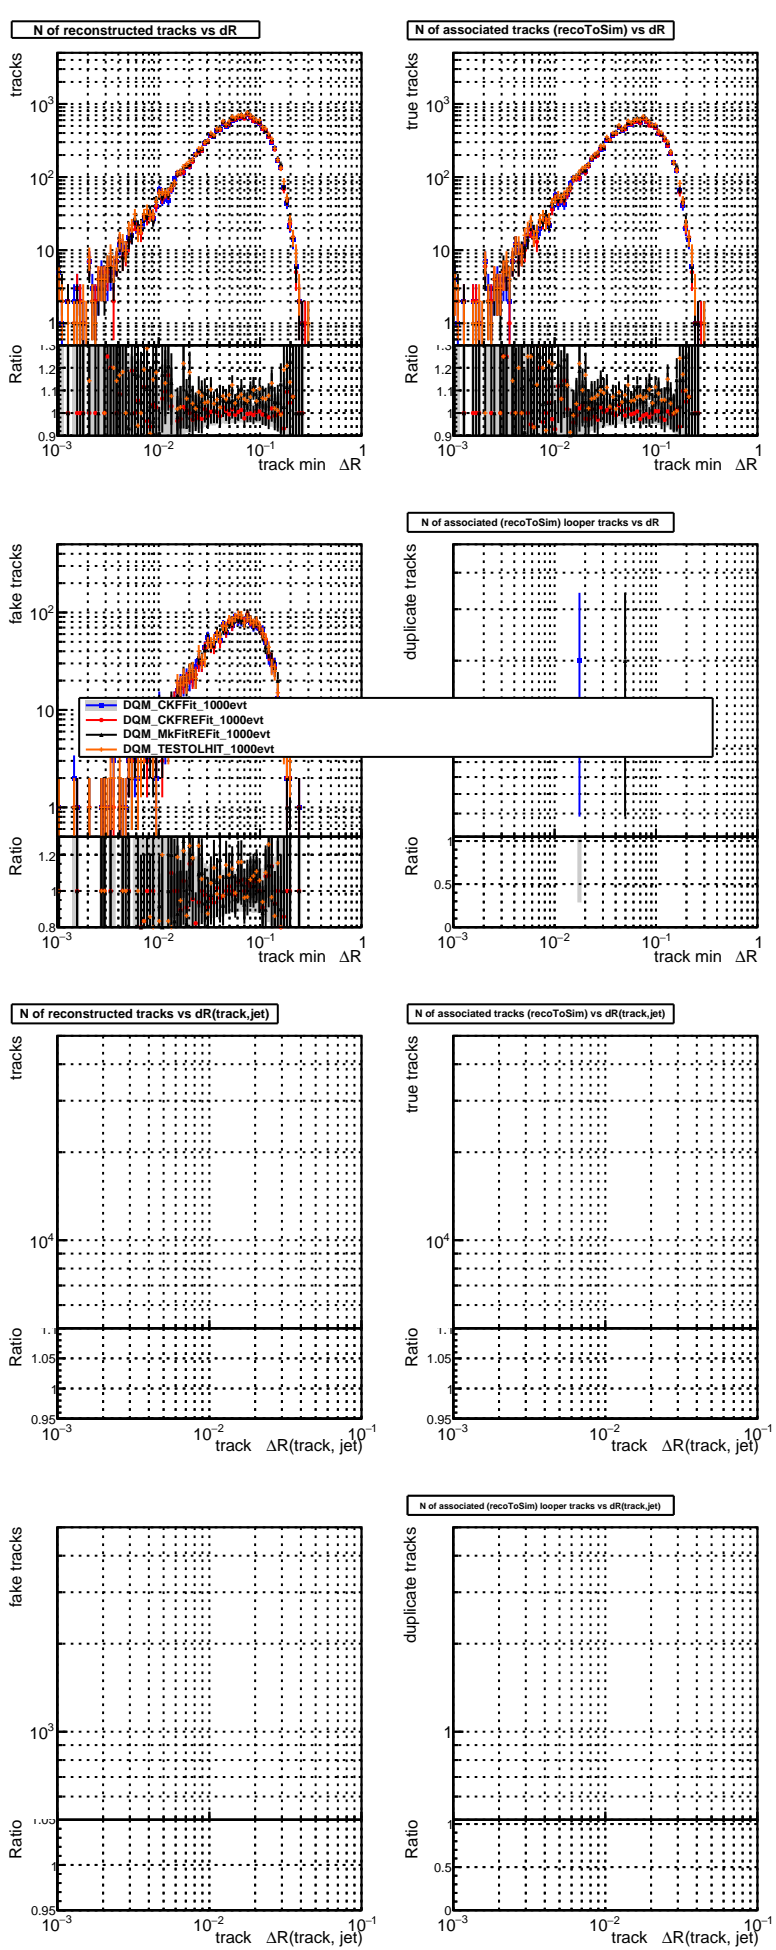 N of reconstructed tracks vs dR
tracks
10³
10²
10
1
Ratio
1.3
1.2
1.1
1
0.9
10⁻³ 10⁻² 10⁻¹ 1
track min ΔR
N of associated tracks (recoToSim) vs dR
true tracks
10³
10²
10
1
Ratio
1.3
1.2
1.1
1
0.9
10⁻³ 10⁻² 10⁻¹ 1
track min ΔR
fake tracks
10²
10
1
Ratio
1.2
1
0.8
10⁻³ 10⁻² 10⁻¹ 1
track min ΔR
N of associated (recoToSim) looper tracks vs dR
duplicate tracks
Ratio
1
0.5
0
10⁻³ 10⁻² 10⁻¹ 1
track min ΔR
DQM_CKFFit_1000evt
DQM_CKFREFit_1000evt
DQM_MkFitREFit_1000evt
DQM_TESTOLHIT_1000evt
N of reconstructed tracks vs dR(track,jet)
tracks
10⁴
Ratio
1.1
1.05
1
0.95
10⁻³ 10⁻² 10⁻¹
track ΔR(track, jet)
N of associated tracks (recoToSim) vs dR(track,jet)
true tracks
10⁴
Ratio
1.1
1.05
1
0.95
10⁻³ 10⁻² 10⁻¹
track ΔR(track, jet)
fake tracks
10³
Ratio
1.05
1
0.95
10⁻³ 10⁻² 10⁻¹
track ΔR(track, jet)
N of associated (recoToSim) looper tracks vs dR(track,jet)
duplicate tracks
1
Ratio
1
0.5
0
10⁻³ 10⁻² 10⁻¹
track ΔR(track, jet)